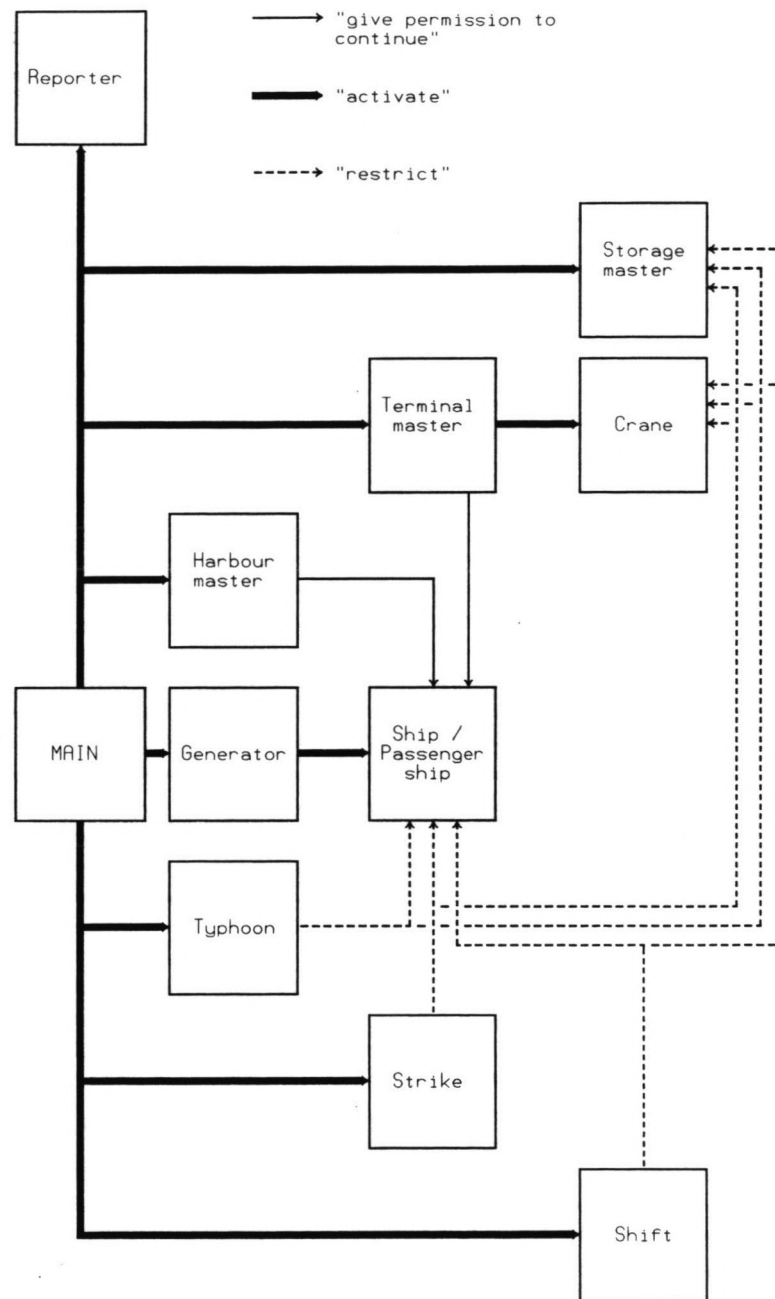 "give permission to
continue"
Reporter
"activate"
"restrict"
Storage
master
Terminal
master
Crane
Harbour
master
MAIN
Generator
Ship /
Passenger
ship
Typhoon
Strike
Shift